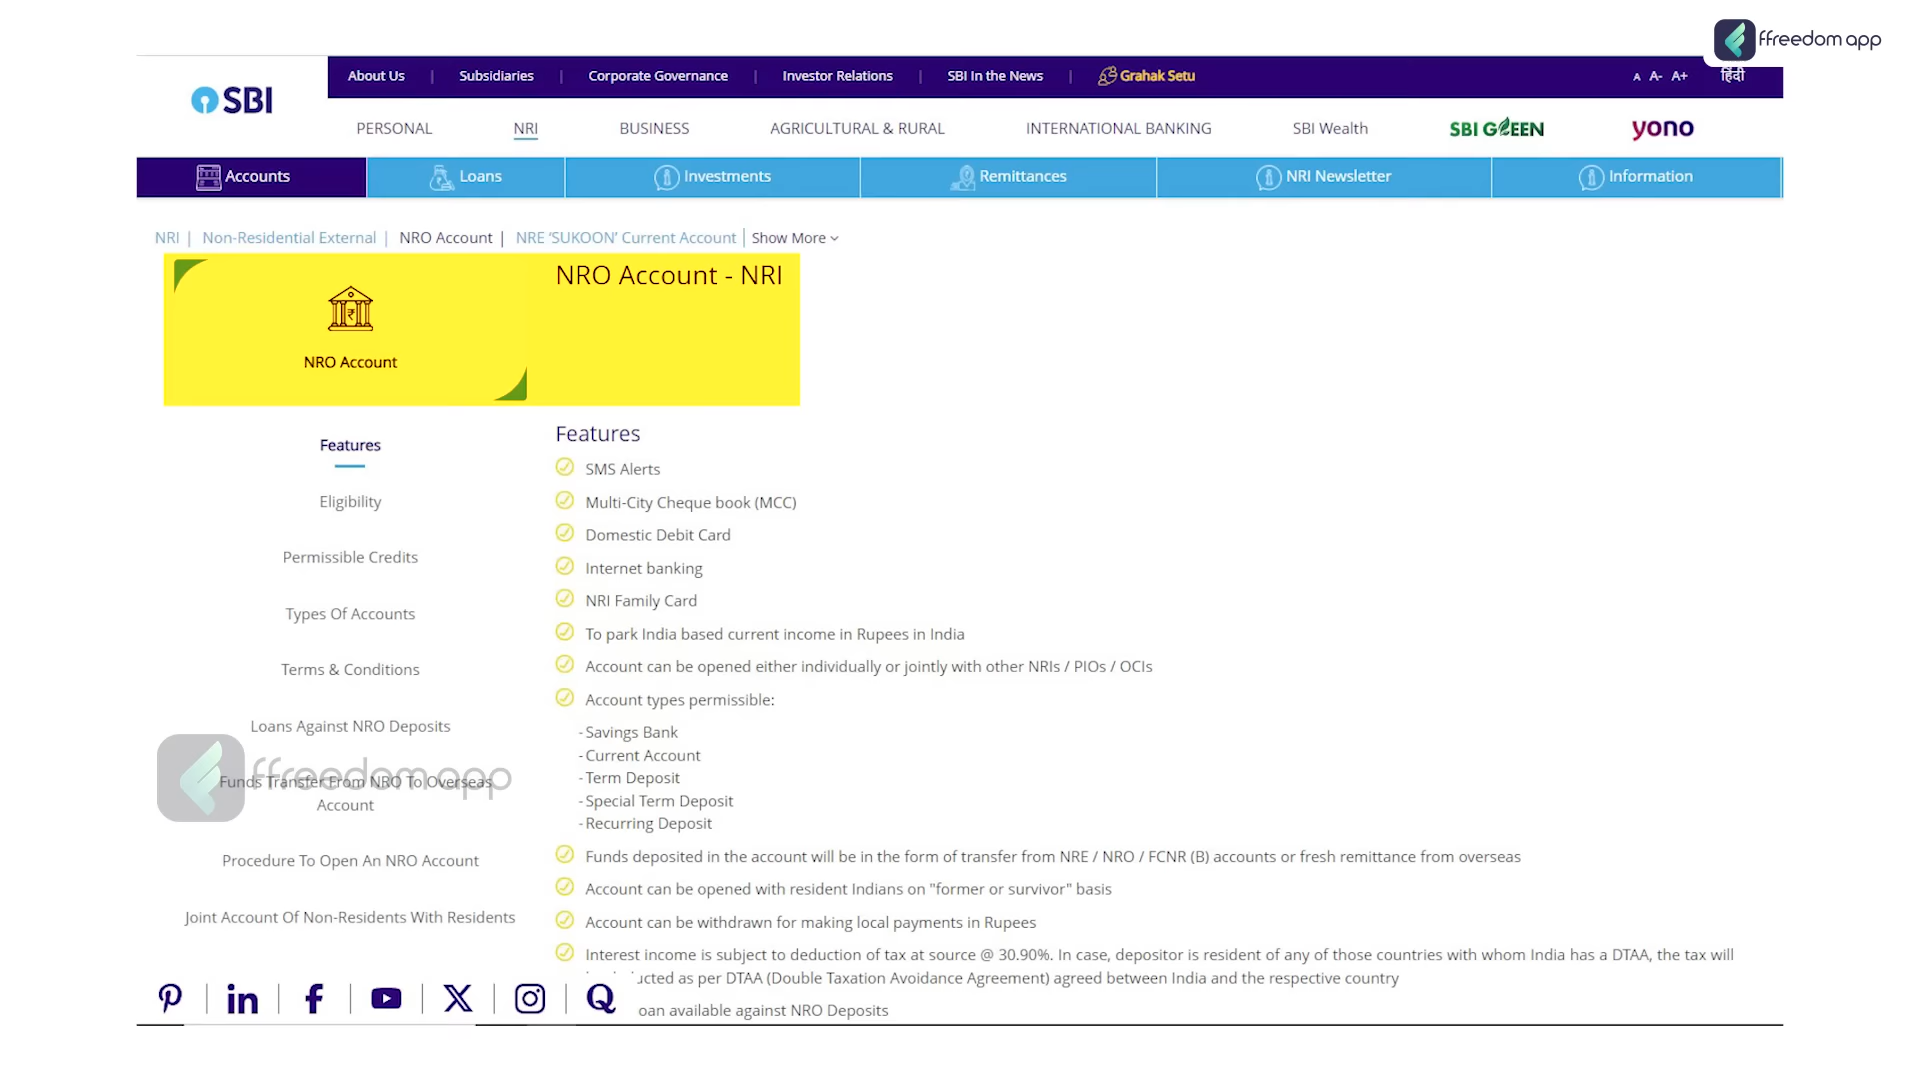 ffreedom app
SBI
About Us | Subsidiaries | Corporate Governance | Investor Relations | SBI In the News | Grahak Setu
A A- A+ हिंदी
PERSONAL NRI BUSINESS AGRICULTURAL & RURAL INTERNATIONAL BANKING SBI Wealth SBI GREEN yono
Accounts Loans Investments Remittances NRI Newsletter Information
NRI | Non-Residential External | NRO Account | NRE ‘SUKOON’ Current Account | Show More
NRO Account - NRI
NRO Account
Features
Eligibility
Permissible Credits
Types Of Accounts
Terms & Conditions
Loans Against NRO Deposits
ffreedom app
Funds Transfer From NRO To Overseas
Account
Procedure To Open An NRO Account
Joint Account Of Non-Residents With Residents
Features
SMS Alerts
Multi-City Cheque book (MCC)
Domestic Debit Card
Internet banking
NRI Family Card
To park India based current income in Rupees in India
Account can be opened either individually or jointly with other NRIs / PIOs / OCIs
Account types permissible:
- Savings Bank
- Current Account
- Term Deposit
- Special Term Deposit
- Recurring Deposit
Funds deposited in the account will be in the form of transfer from NRE / NRO / FCNR (B) accounts or fresh remittance from overseas
Account can be opened with resident Indians on "former or survivor" basis
Account can be withdrawn for making local payments in Rupees
Interest income is subject to deduction of tax at source @ 30.90%. In case, depositor is resident of any of those countries with whom India has a DTAA, the tax will
ucted as per DTAA (Double Taxation Avoidance Agreement) agreed between India and the respective country
oan available against NRO Deposits